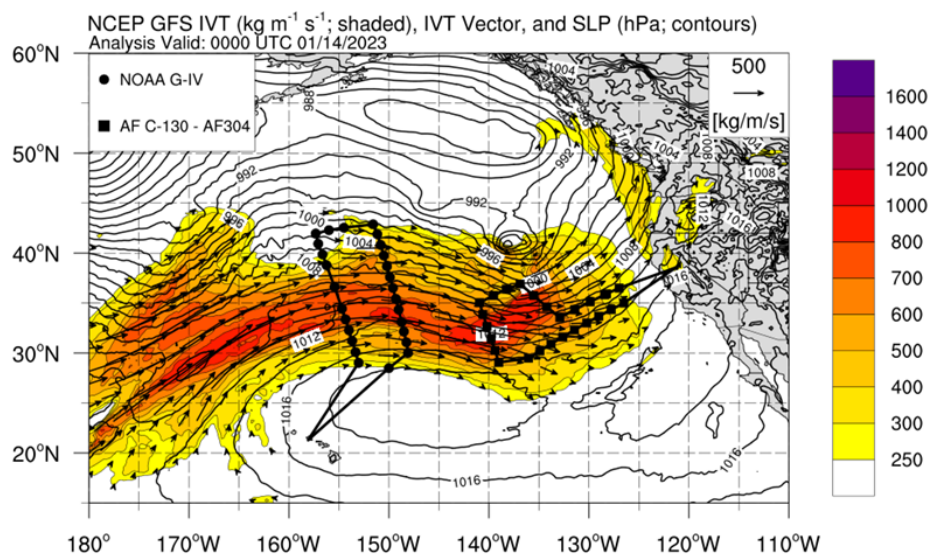 NCEP GFS IVT (kg m⁻¹ s⁻¹; shaded), IVT Vector, and SLP (hPa; contours)
Analysis Valid: 0000 UTC 01/14/2023
60°N
50°N
40°N
30°N
20°N
NOAA G-IV
AF C-130 - AF304
500
[kg/m/s]
1004
988
992
1004
1008
1008
992
996
992
1000
1004
1008
996
1004
1008
1012
1016
1016
1012
1016
1016
1016
180°
170°W
160°W
150°W
140°W
130°W
120°W
110°W
1600
1400
1200
1000
800
700
600
500
400
300
250